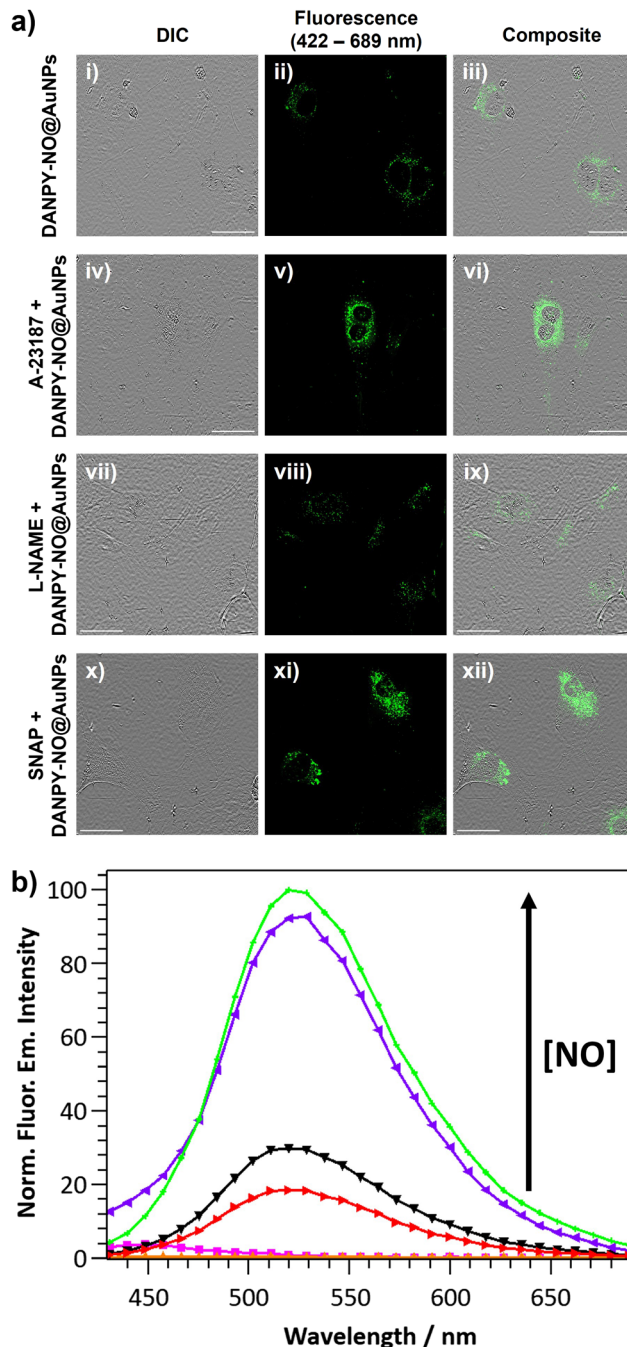 a)
DIC
Fluorescence
(422 – 689 nm)
Composite
DANPY-NO@AuNPs
i)
ii)
iii)
A-23187 +
DANPY-NO@AuNPs
iv)
v)
vi)
L-NAME +
DANPY-NO@AuNPs
vii)
viii)
ix)
SNAP +
DANPY-NO@AuNPs
x)
xi)
xii)
b)
Norm. Fluor. Em. Intensity
100
80
60
40
20
0
[NO]
450
500
550
600
650
Wavelength / nm